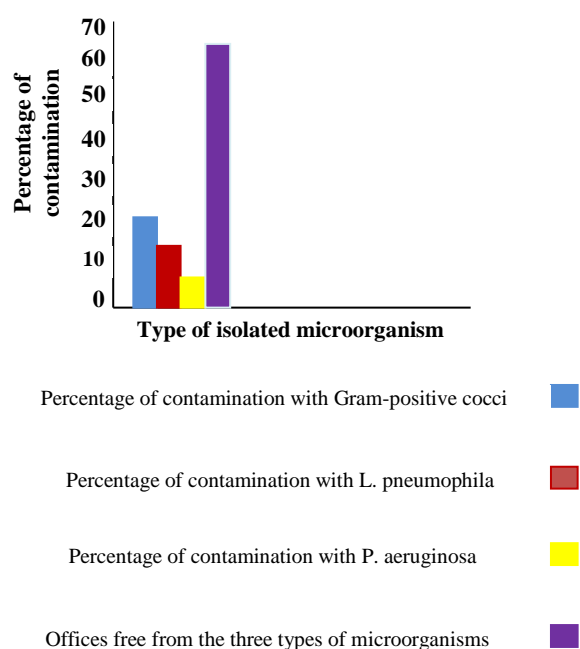 Percentage of
contamination
70
60
50
40
30
20
10
0
Type of isolated microorganism
Percentage of contamination with Gram-positive cocci
Percentage of contamination with L. pneumophila
Percentage of contamination with P. aeruginosa
Offices free from the three types of microorganisms